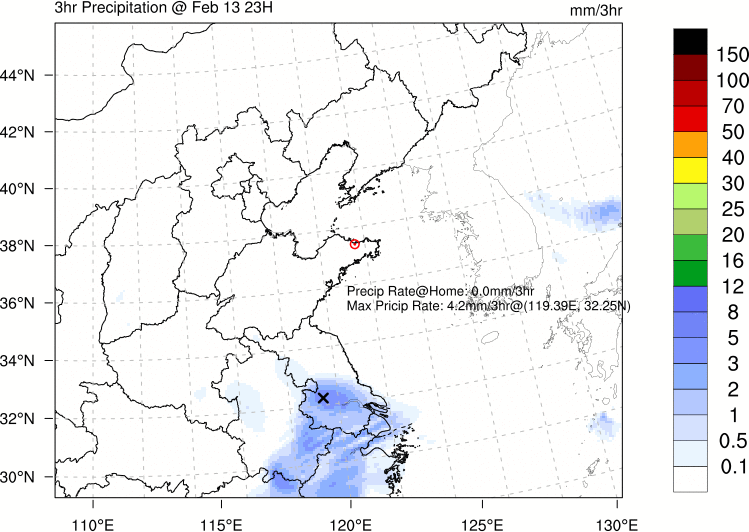 3hr Precipitation @ Feb 13 23H
mm/3hr
44°N
42°N
40°N
38°N
36°N
34°N
32°N
30°N
Precip Rate@Home: 0.0mm/3hr
Max Pricip Rate: 4.2mm/3hr@(119.39E, 32.25N)
110°E
115°E
120°E
125°E
130°E
150
100
70
50
40
30
25
20
16
12
8
5
3
2
1
0.5
0.1